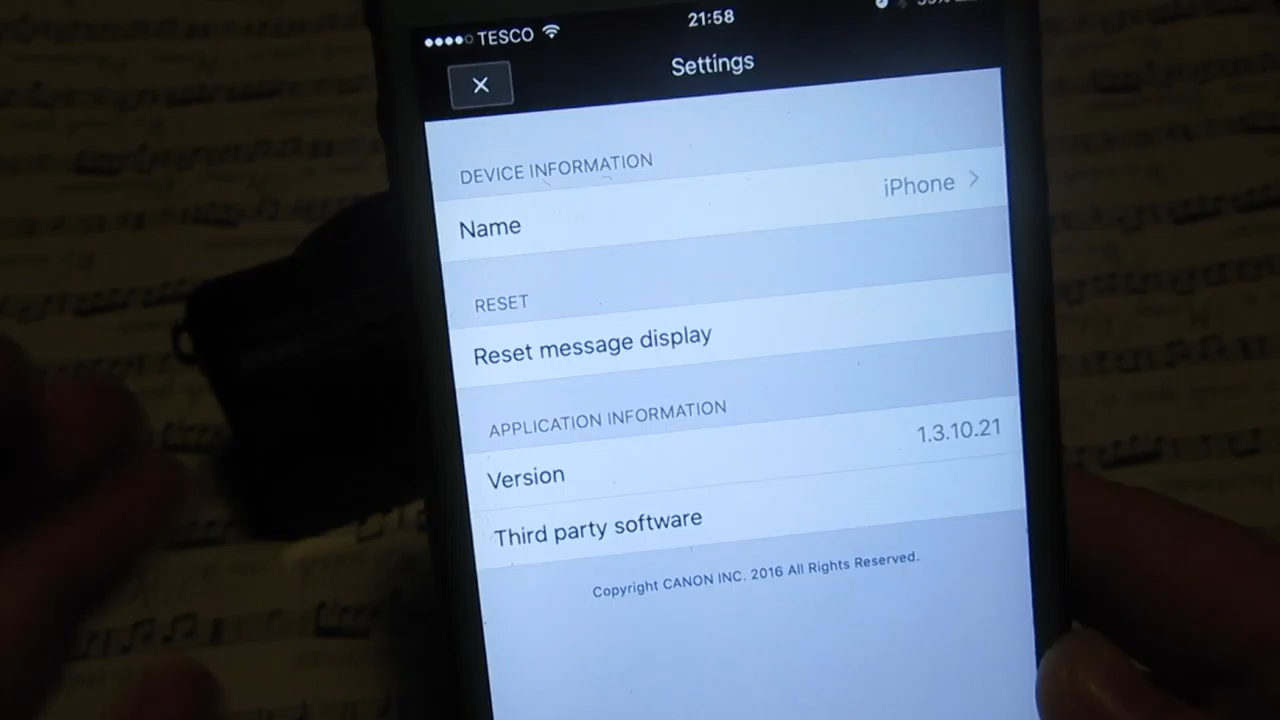 TESCO 21:58
Settings
DEVICE INFORMATION
Name iPhone
RESET
Reset message display
APPLICATION INFORMATION
Version 1.3.10.21
Third party software
Copyright CANON INC. 2016 All Rights Reserved.